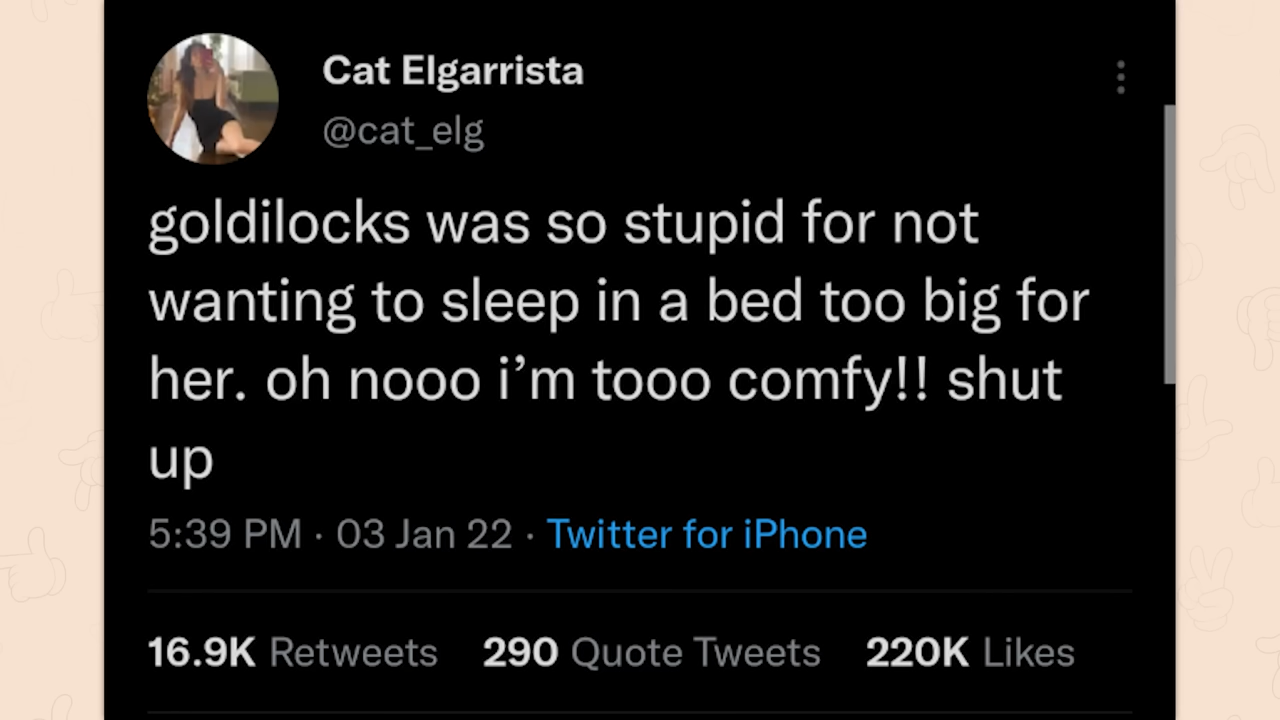 Cat Elgarrista
@cat_elg
goldilocks was so stupid for not
wanting to sleep in a bed too big for
her. oh nooo i’m tooo comfy!! shut
up
5:39 PM · 03 Jan 22 · Twitter for iPhone
16.9K Retweets 290 Quote Tweets 220K Likes